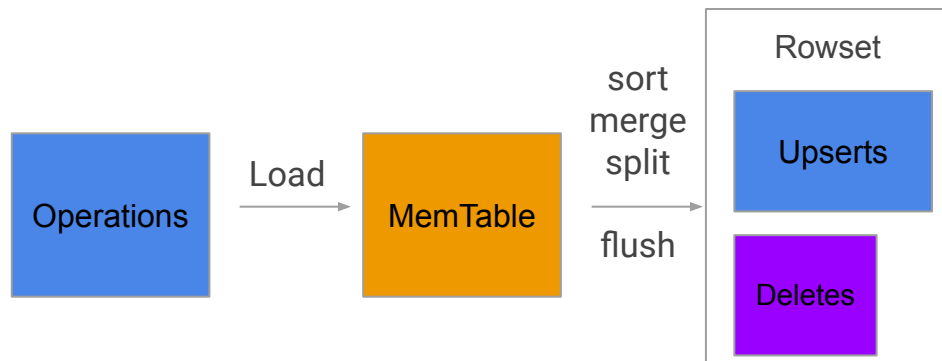 Operations
Load
MemTable
sort
merge
split
flush
Rowset
Upserts
Deletes